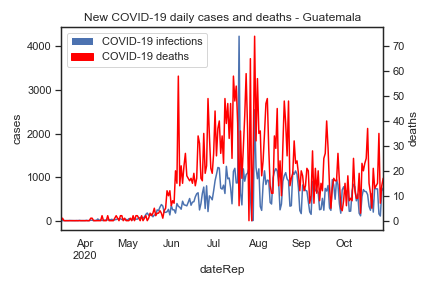 New COVID-19 daily cases and deaths - Guatemala
COVID-19 infections
COVID-19 deaths
cases
4000
3000
2000
1000
0
deaths
70
60
50
40
30
20
10
0
Apr May Jun Jul Aug Sep Oct
2020
dateRep